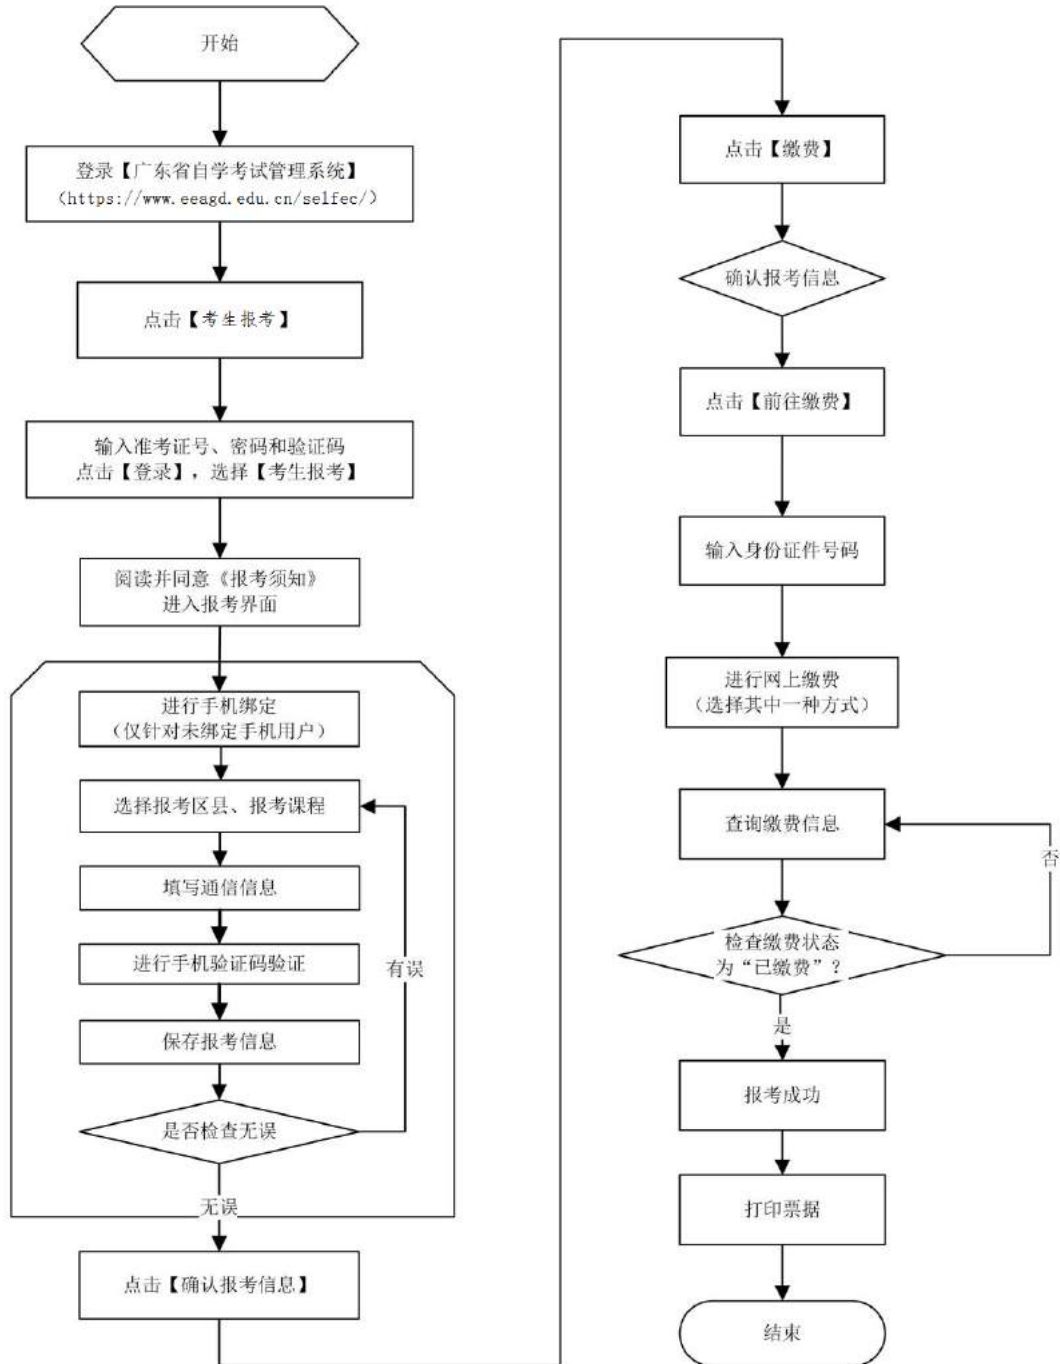 开始
登录【广东省自学考试管理系统】
(https://www.eeagd.edu.cn/selfec/)
点击【考生报考】
输入准考证号、密码和验证码
点击【登录】，选择【考生报考】
阅读并同意《报考须知》
进入报考界面
进行手机绑定
（仅针对未绑定手机用户）
选择报考区县、报考课程
填写通信信息
进行手机验证码验证
有误
保存报考信息
是否检查无误
无误
点击【确认报考信息】
点击【缴费】
确认报考信息
点击【前往缴费】
输入身份证件号码
进行网上缴费
（选择其中一种方式）
查询缴费信息
否
检查缴费状态
为“已缴费”？
是
报考成功
打印票据
结束